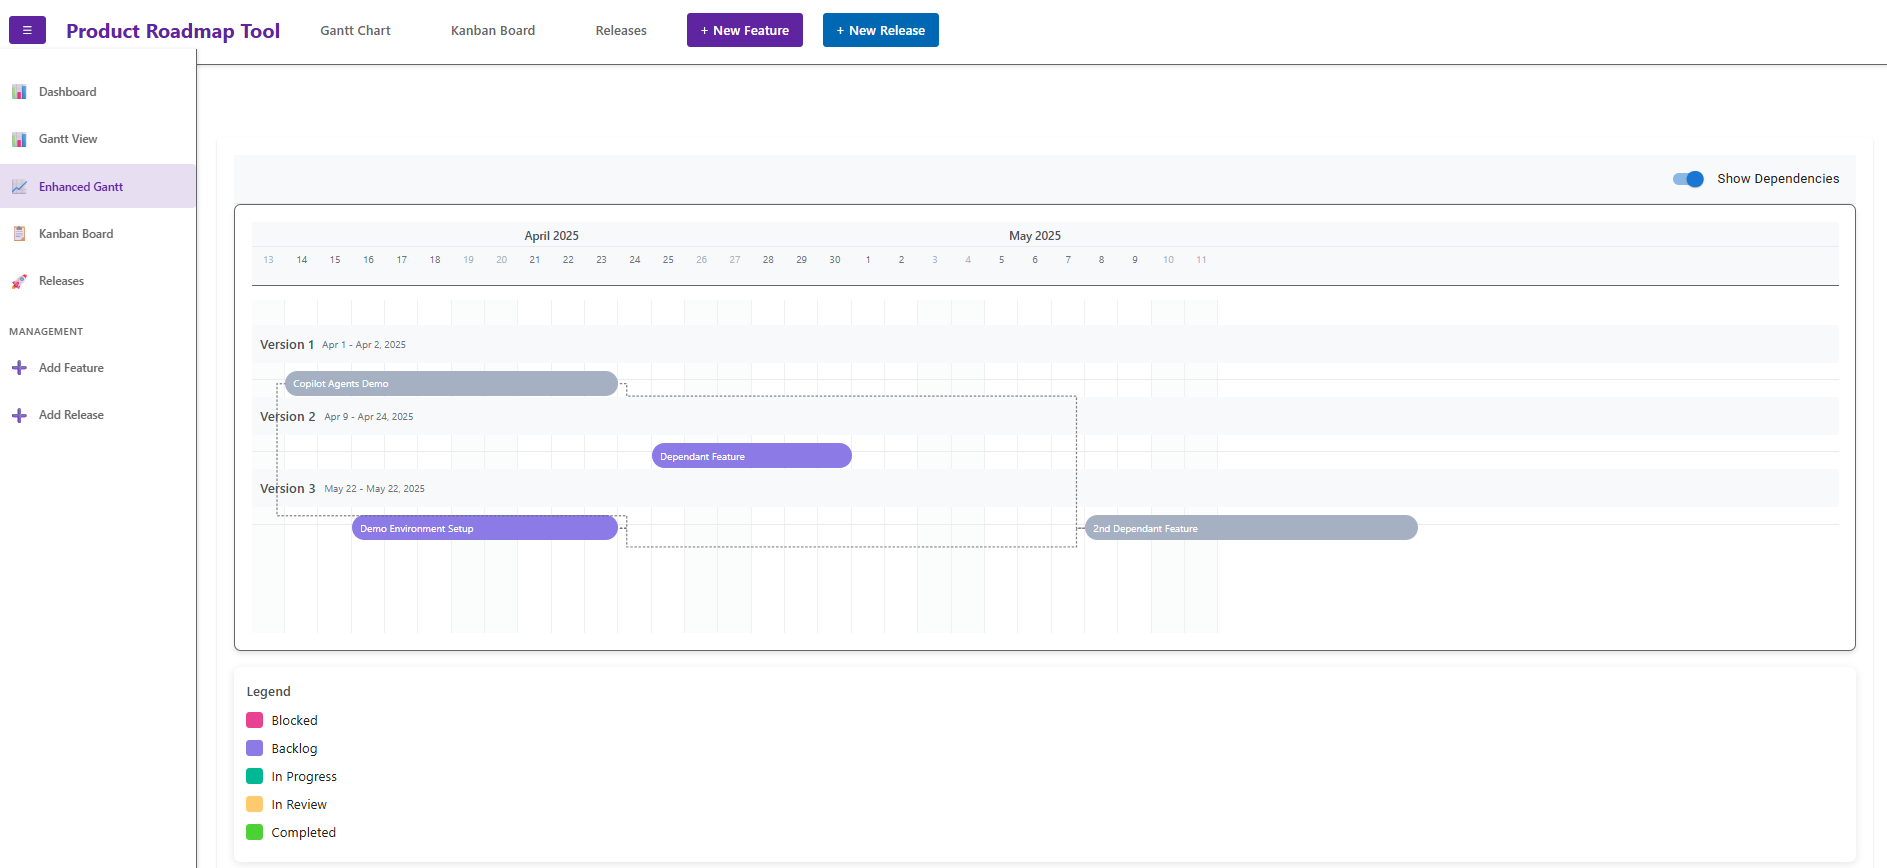 ☰ Product Roadmap Tool Gantt Chart Kanban Board Releases + New Feature + New Release
Dashboard
Gantt View
Enhanced Gantt
Kanban Board
Releases
MANAGEMENT
Add Feature
Add Release
Show Dependencies
April 2025 May 2025
13 14 15 16 17 18 19 20 21 22 23 24 25 26 27 28 29 30 1 2 3 4 5 6 7 8 9 10 11
Version 1 Apr 1 - Apr 2, 2025
Copilot Agents Demo
Version 2 Apr 9 - Apr 24, 2025
Dependant Feature
Version 3 May 22 - May 22, 2025
Demo Environment Setup 2nd Dependant Feature
Legend
Blocked
Backlog
In Progress
In Review
Completed